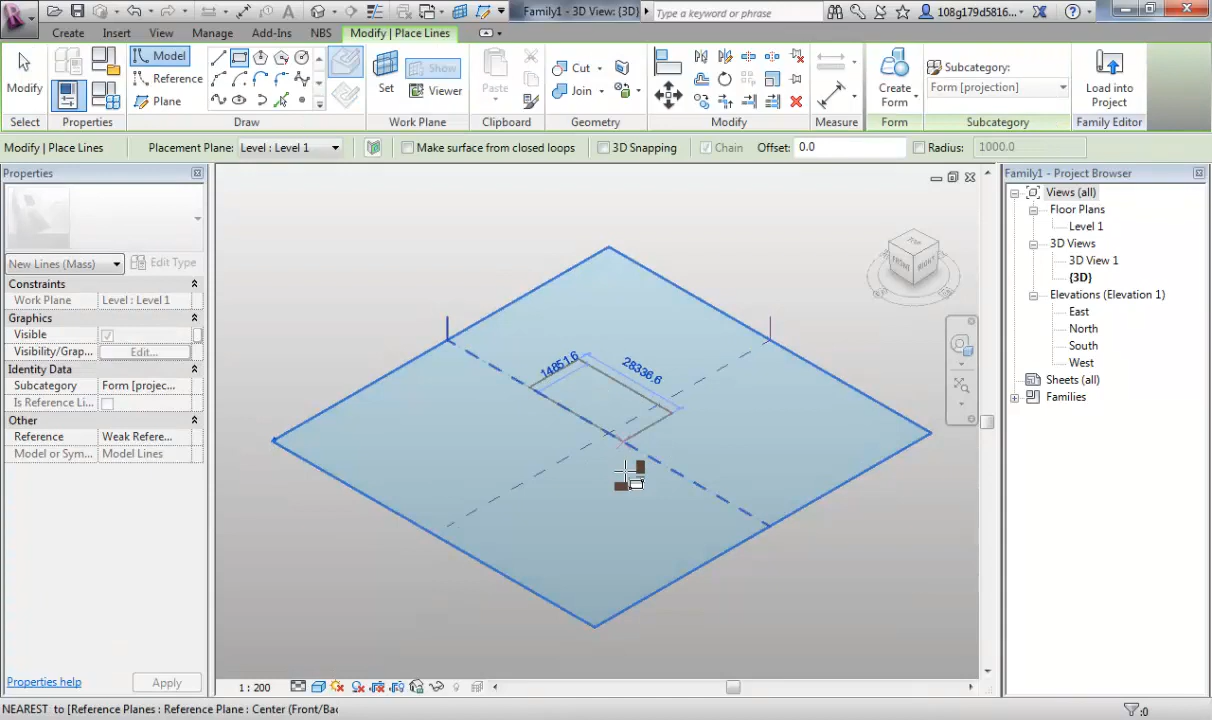 Family1 - 3D View: {3D}
Type a keyword or phrase
108g179d5816...
Create
Insert
View
Manage
Add-Ins
NBS
Modify | Place Lines
Modify
Model
Reference
Plane
Set
Show
Viewer
Paste
Cut
Join
Create
Form
Subcategory:
Form [projection]
Load into
Project
Select
Properties
Draw
Work Plane
Clipboard
Geometry
Modify
Measure
Form
Subcategory
Family Editor
Modify | Place Lines
Placement Plane:
Level : Level 1
Make surface from closed loops
3D Snapping
Chain
Offset:
0.0
Radius:
1000.0
Properties
New Lines (Mass)
Edit Type
Constraints
Work Plane
Level : Level 1
Graphics
Visible
Visibility/Grap...
Edit...
Identity Data
Subcategory
Form [projec...
Is Reference Li...
Other
Reference
Weak Refere...
Model or Sym...
Model Lines
Properties help
Apply
14851.6
28336.6
TOP
FRONT
RIGHT
Family1 - Project Browser
Views (all)
Floor Plans
Level 1
3D Views
3D View 1
{3D}
Elevations (Elevation 1)
East
North
South
West
Sheets (all)
Families
1 : 200
NEAREST to [Reference Planes : Reference Plane : Center (Front/Bac
:0